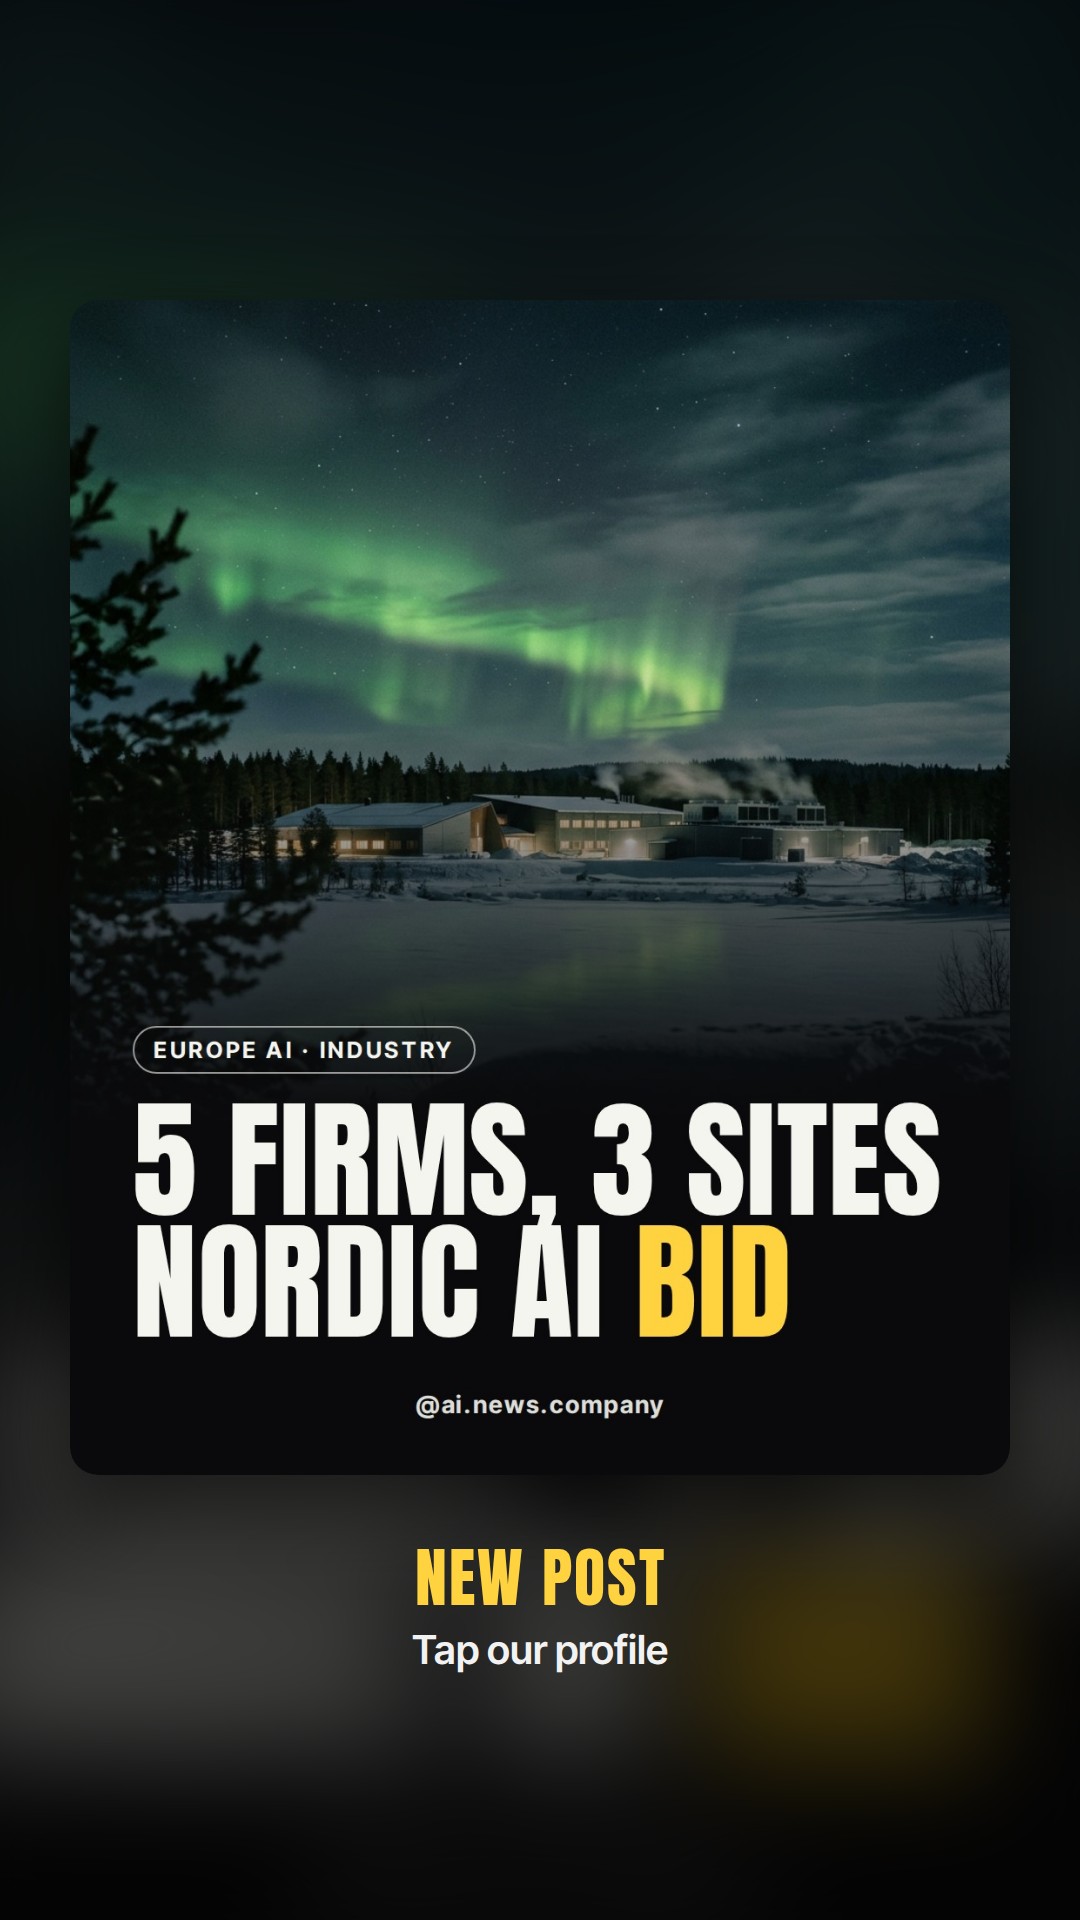 EUROPE AI · INDUSTRY
5 FIRMS, 3 SITES
NORDIC AI BID
@ai.news.company
NEW POST
Tap our profile